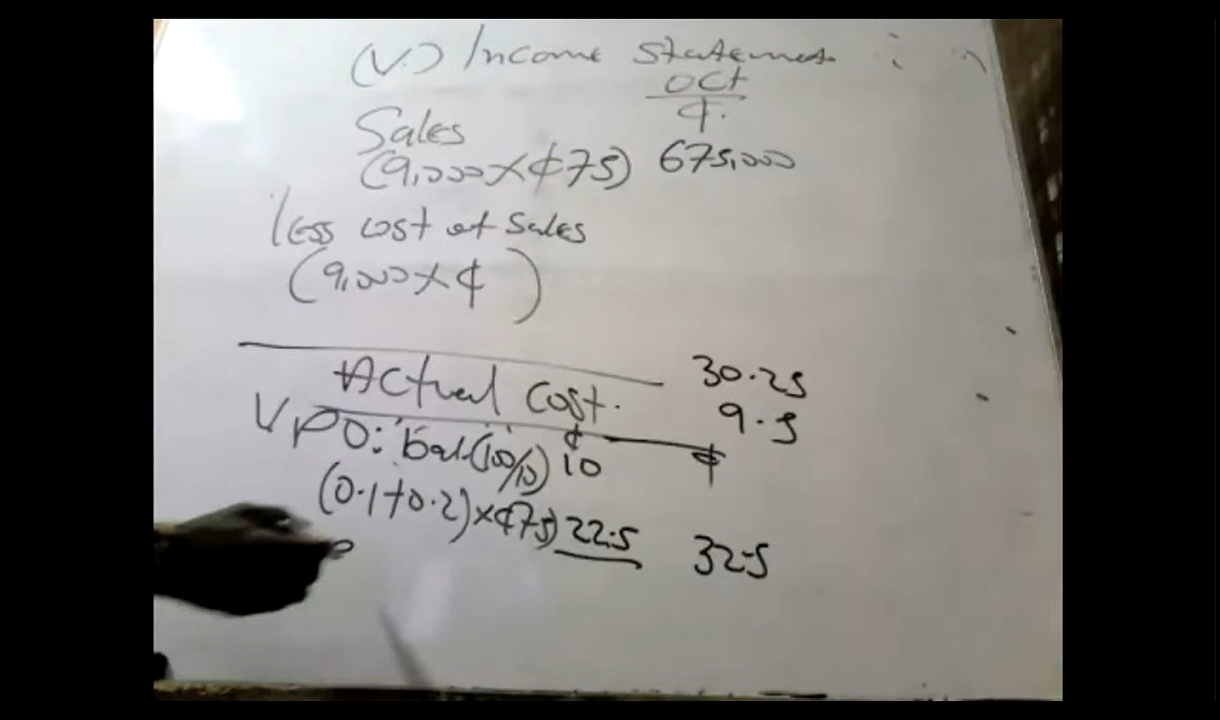 (V.) Income Statement
Oct
¢
Sales
(9,000 x ¢75) 675,000
less cost of sales
(9,000 x ¢ )
30.25
Actual cost.
9.5
VPO: bal (100/10) ¢ 10 ¢
(0.1+0.2) x ¢75) 22.5 32.5